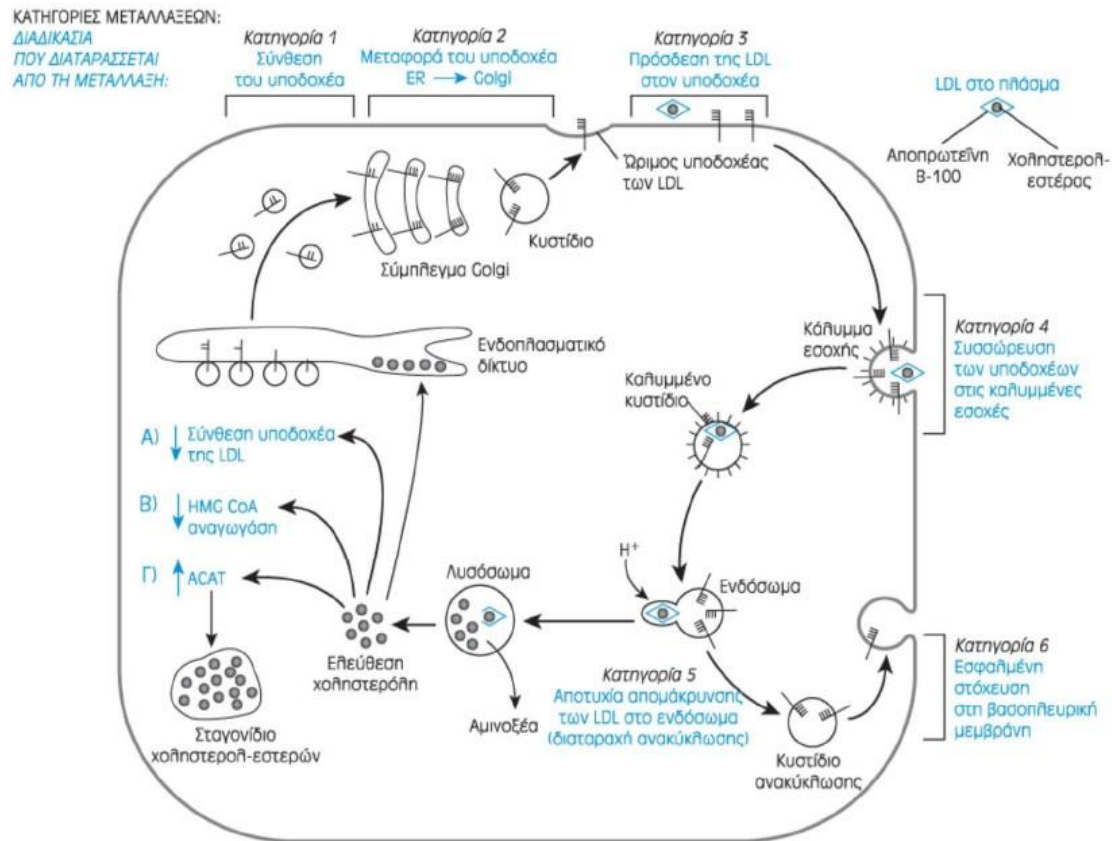 ΚΑΤΗΓΟΡΙΕΣ ΜΕΤΑΛΛΑΞΕΩΝ:
ΔΙΑΔΙΚΑΣΙΑ
ΠΟΥ ΔΙΑΤΑΡΑΣΣΕΤΑΙ
ΑΠΟ ΤΗ ΜΕΤΑΛΛΑΞΗ:
Κατηγορία 1
Σύνθεση
του υποδοχέα
Κατηγορία 2
Μεταφορά του υποδοχέα
ER → Golgi
Κατηγορία 3
Πρόσδεση της LDL
στον υποδοχέα
LDL στο πλάσμα
Αποπρωτεΐνη
Β-100
Χοληστερολ-
εστέρας
Ώριμος υποδοχέας
των LDL
Κυστίδιο
Σύμπλεγμα Golgi
Ενδοπλασματικό
δίκτυο
Κάλυμμα
εσοχής
Κατηγορία 4
Συσσώρευση
των υποδοχέων
στις καλυμμένες
εσοχές
Καλυμμένο
κυστίδιο
Α) ↓ Σύνθεση υποδοχέα
της LDL
Β) ↓ HMG CoA
αναγωγάση
Γ) ↑ ACAT
Λυσόσωμα
H⁺
Ενδόσωμα
Ελεύθεση
χοληστερόλη
Αμινοξέα
Σταγονίδιο
χοληστερολ-εστερών
Κατηγορία 5
Αποτυχία απομάκρυνσης
των LDL στο ενδόσωμα
(διαταραχή ανακύκλωσης)
Κυστίδιο
ανακύκλωσης
Κατηγορία 6
Εσφαλμένη
στόχευση
στη βασοπλευρική
μεμβράνη